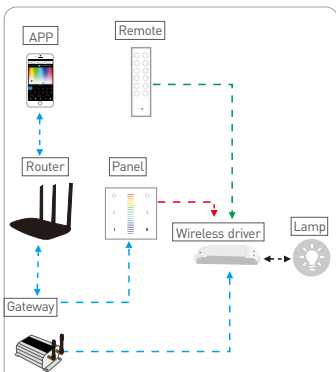 APP
Remote
Router
Panel
Wireless driver
Lamp
Gateway